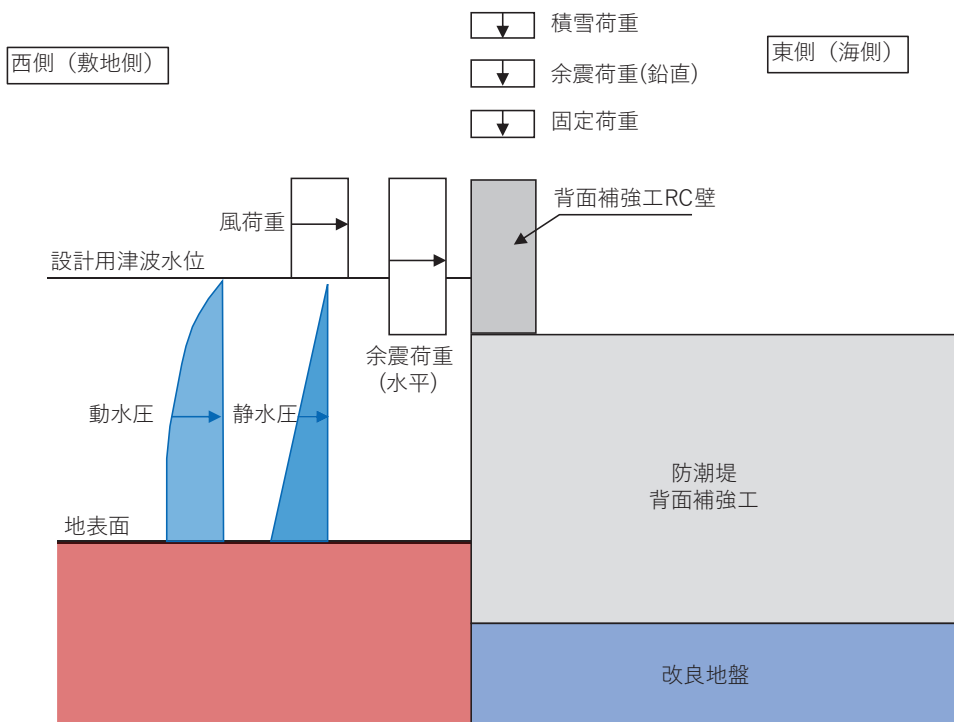 積雪荷重
西側（敷地側）
東側（海側）
余震荷重(鉛直)
固定荷重
背面補強工RC壁
風荷重
設計用津波水位
余震荷重
(水平)
動水圧
静水圧
防潮堤
背面補強工
地表面
改良地盤